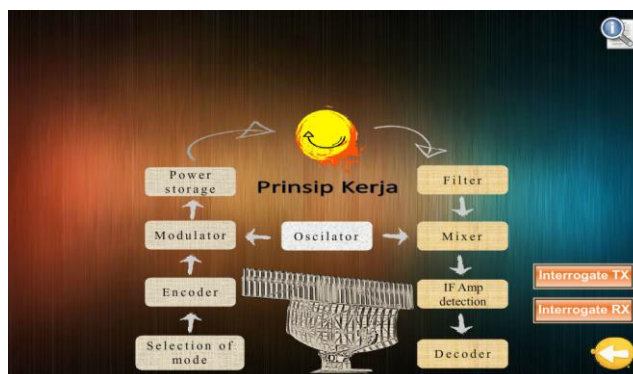 Prinsip Kerja
Power
storage
Modulator
Encoder
Selection of
mode
Oscilator
Filter
Mixer
IF Amp
detection
Decoder
Interrogate TX
Interrogate RX